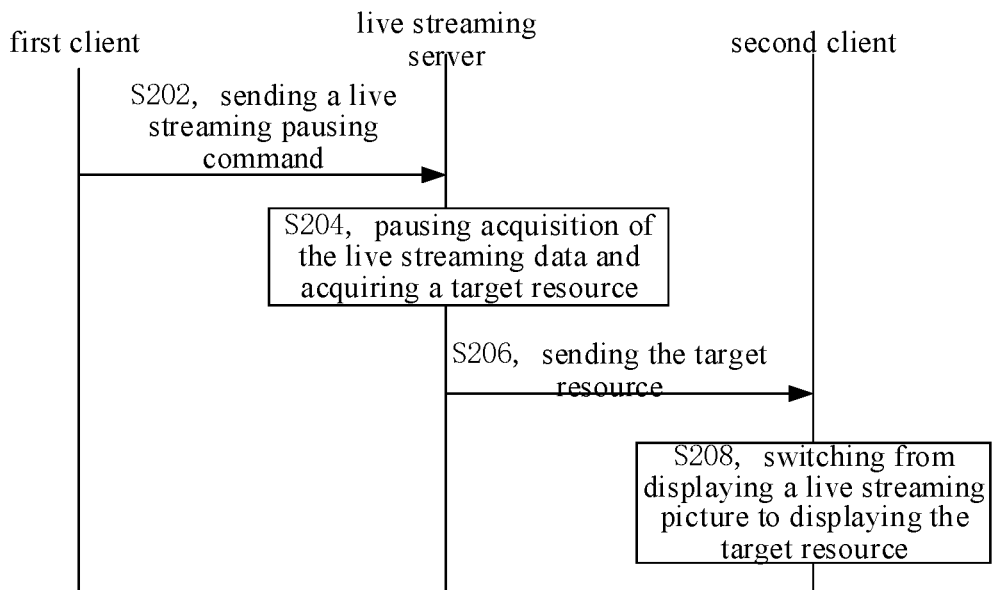 first client
live streaming
server
second client
S202, sending a live
streaming pausing
command
S204, pausing acquisition of
the live streaming data and
acquiring a target resource
S206, sending the target
resource
S208, switching from
displaying a live streaming
picture to displaying the
target resource